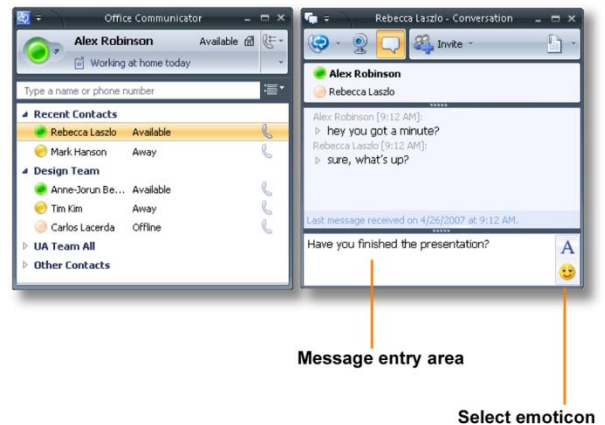 Office Communicator
Alex Robinson Available
Working at home today
Type a name or phone number
Recent Contacts
Rebecca Laszlo Available
Mark Hanson Away
Design Team
Anne-Jorun Be... Available
Tim Kim Away
Carlos Lacerda Offline
UA Team All
Other Contacts
Rebecca Laszlo - Conversation
Invite
Alex Robinson
Rebecca Laszlo
Alex Robinson [9:12 AM]:
hey you got a minute?
Rebecca Laszlo [9:12 AM]:
sure, what's up?
Last message received on 4/26/2007 at 9:12 AM.
Have you finished the presentation?
A
Message entry area
Select emoticon